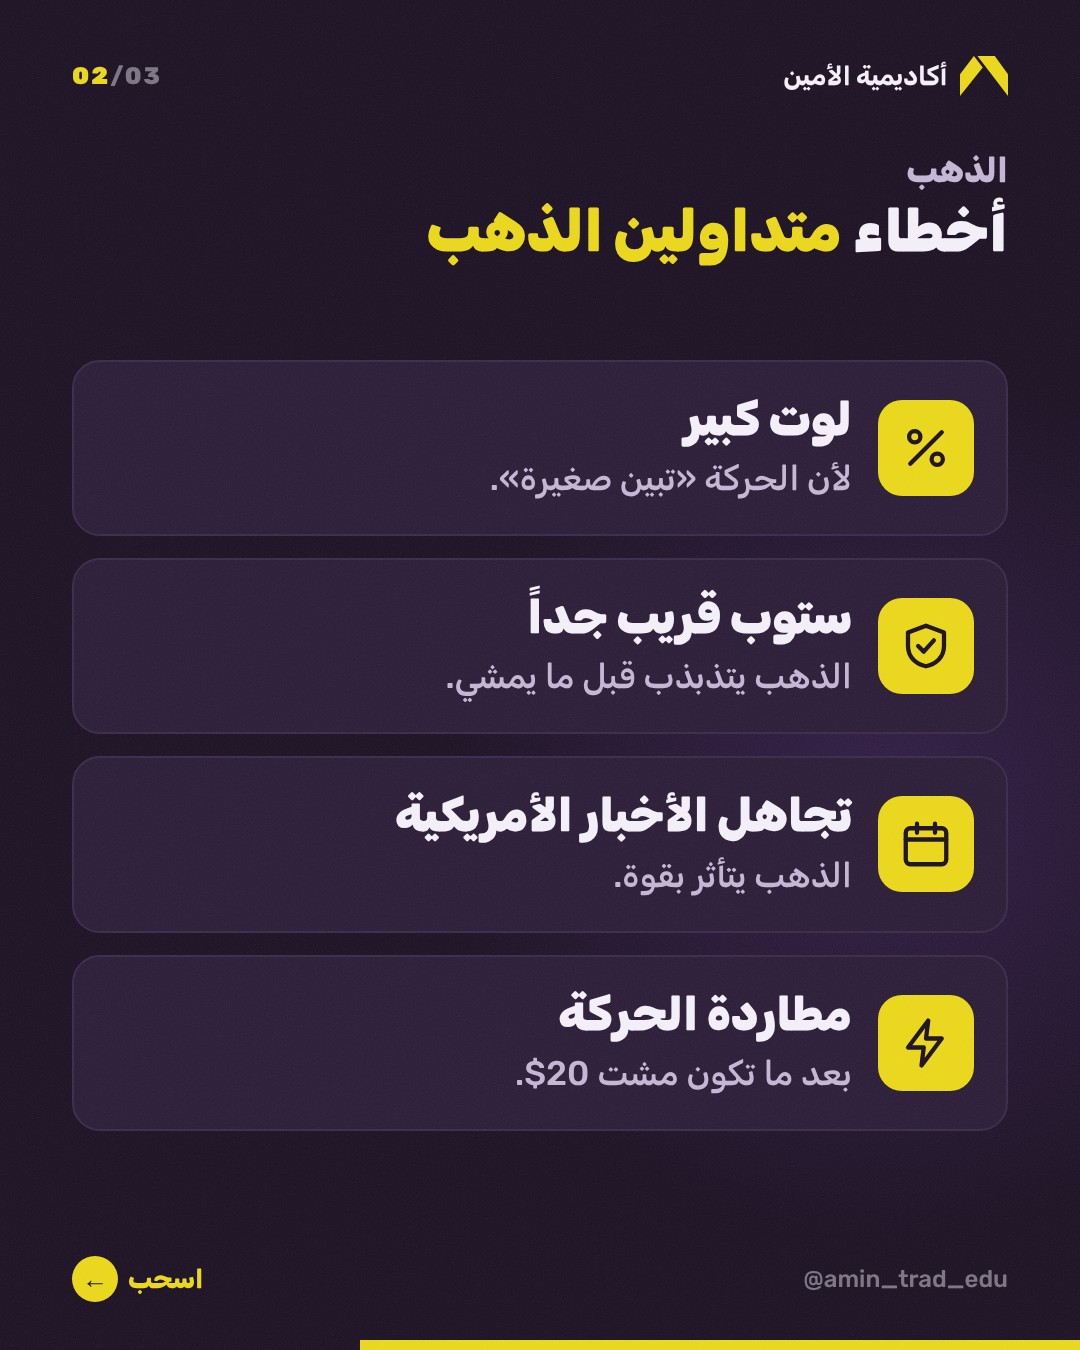 أكاديمية الأمين
02/03
الذهب
أخطاء متداولين الذهب
لوت كبير
لأن الحركة «تبين صغيرة».
ستوب قريب جداً
الذهب يتذبذب قبل ما يمشي.
تجاهل الأخبار الأمريكية
الذهب يتأثر بقوة.
مطاردة الحركة
بعد ما تكون مشت 20$.
@amin_trad_edu
اسحب ←